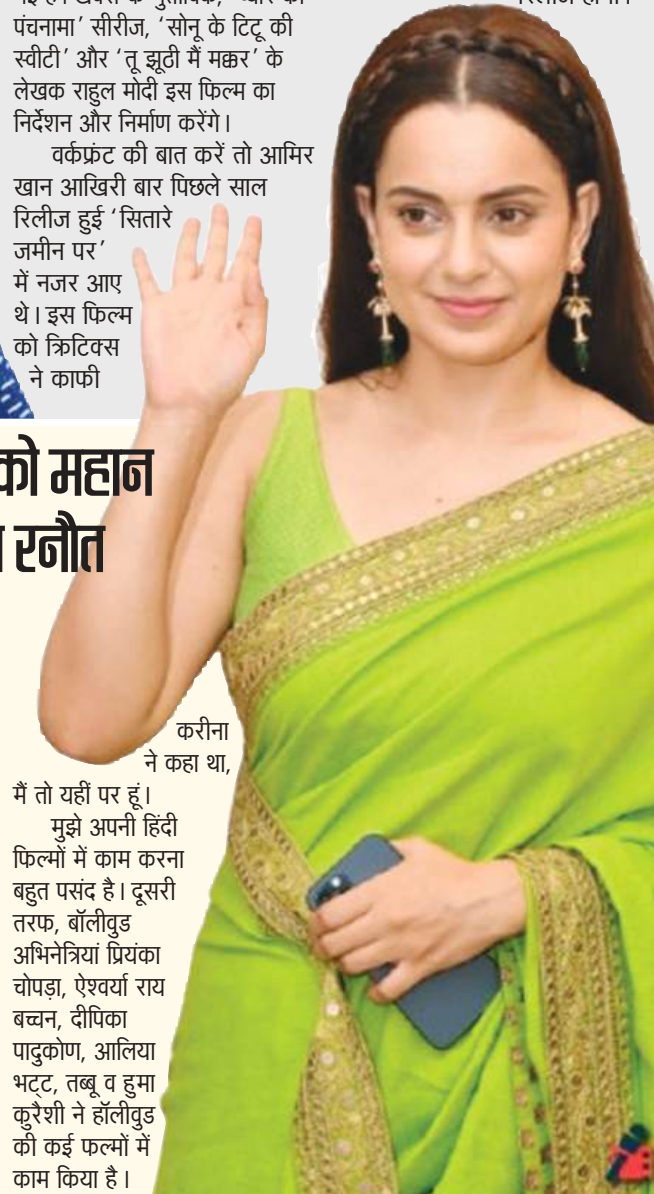 पंचनामा’ सीरीज, ‘सोनू के टिटू की
स्वीटी’ और ‘तू झूठी मैं मक्कर’ के
लेखक राहुल मोदी इस फिल्म का
निर्देशन और निर्माण करेंगे।
वर्कफ्रंट की बात करें तो आमिर
खान आखिरी बार पिछले साल
रिलीज हुई ‘सितारे
जमीन पर’
में नजर आए
थे। इस फिल्म
को क्रिटिक्स
ने काफी
को महान
रनौत
करीना
ने कहा था,
मैं तो यहीं पर हूं।
मुझे अपनी हिंदी
फिल्मों में काम करना
बहुत पसंद है। दूसरी
तरफ, बॉलीवुड
अभिनेत्रियां प्रियंका
चोपड़ा, ऐश्वर्या राय
बच्चन, दीपिका
पादुकोण, आलिया
भट्ट, तब्बू व हुमा
कुरैशी ने हॉलीवुड
की कई फल्मों में
काम किया है।